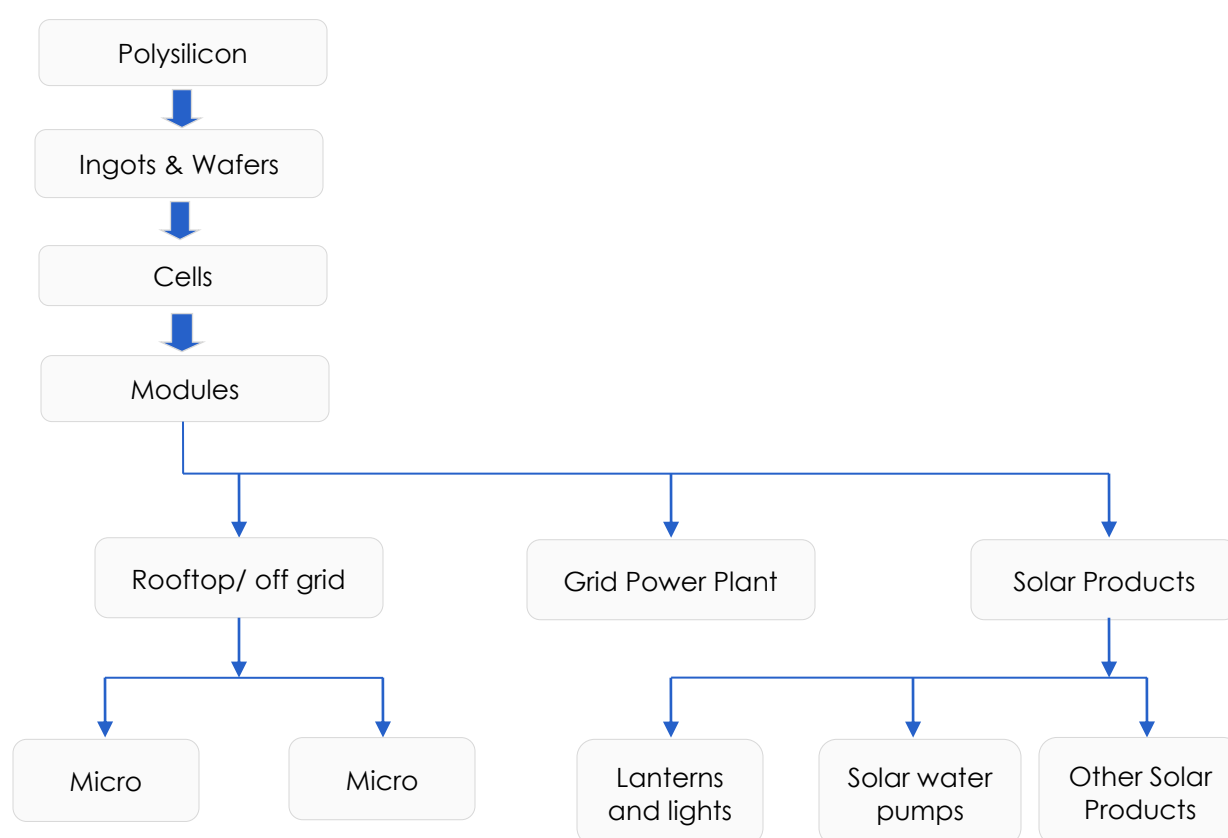 Polysilicon
Ingots & Wafers
Cells
Modules
Rooftop/ off grid
Grid Power Plant
Solar Products
Micro
Micro
Lanterns
and lights
Solar water
pumps
Other Solar
Products